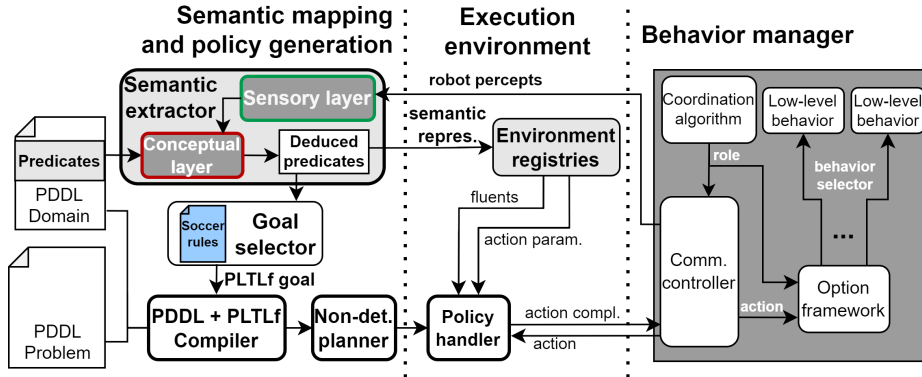 Semantic mapping
and policy generation
Execution
environment
Behavior manager
Semantic
extractor
Sensory layer
Conceptual
layer
Deduced
predicates
Predicates
PDDL
Domain
PDDL
Problem
Soccer
rules
Goal
selector
PLTLf goal
PDDL + PLTLf
Compiler
Non-det.
planner
robot percepts
semantic
repres.
Environment
registries
fluents
action param.
Policy
handler
action compl.
action
Coordination
algorithm
Low-level
behavior
Low-level
behavior
role
behavior
selector
...
Comm.
controller
action
Option
framework